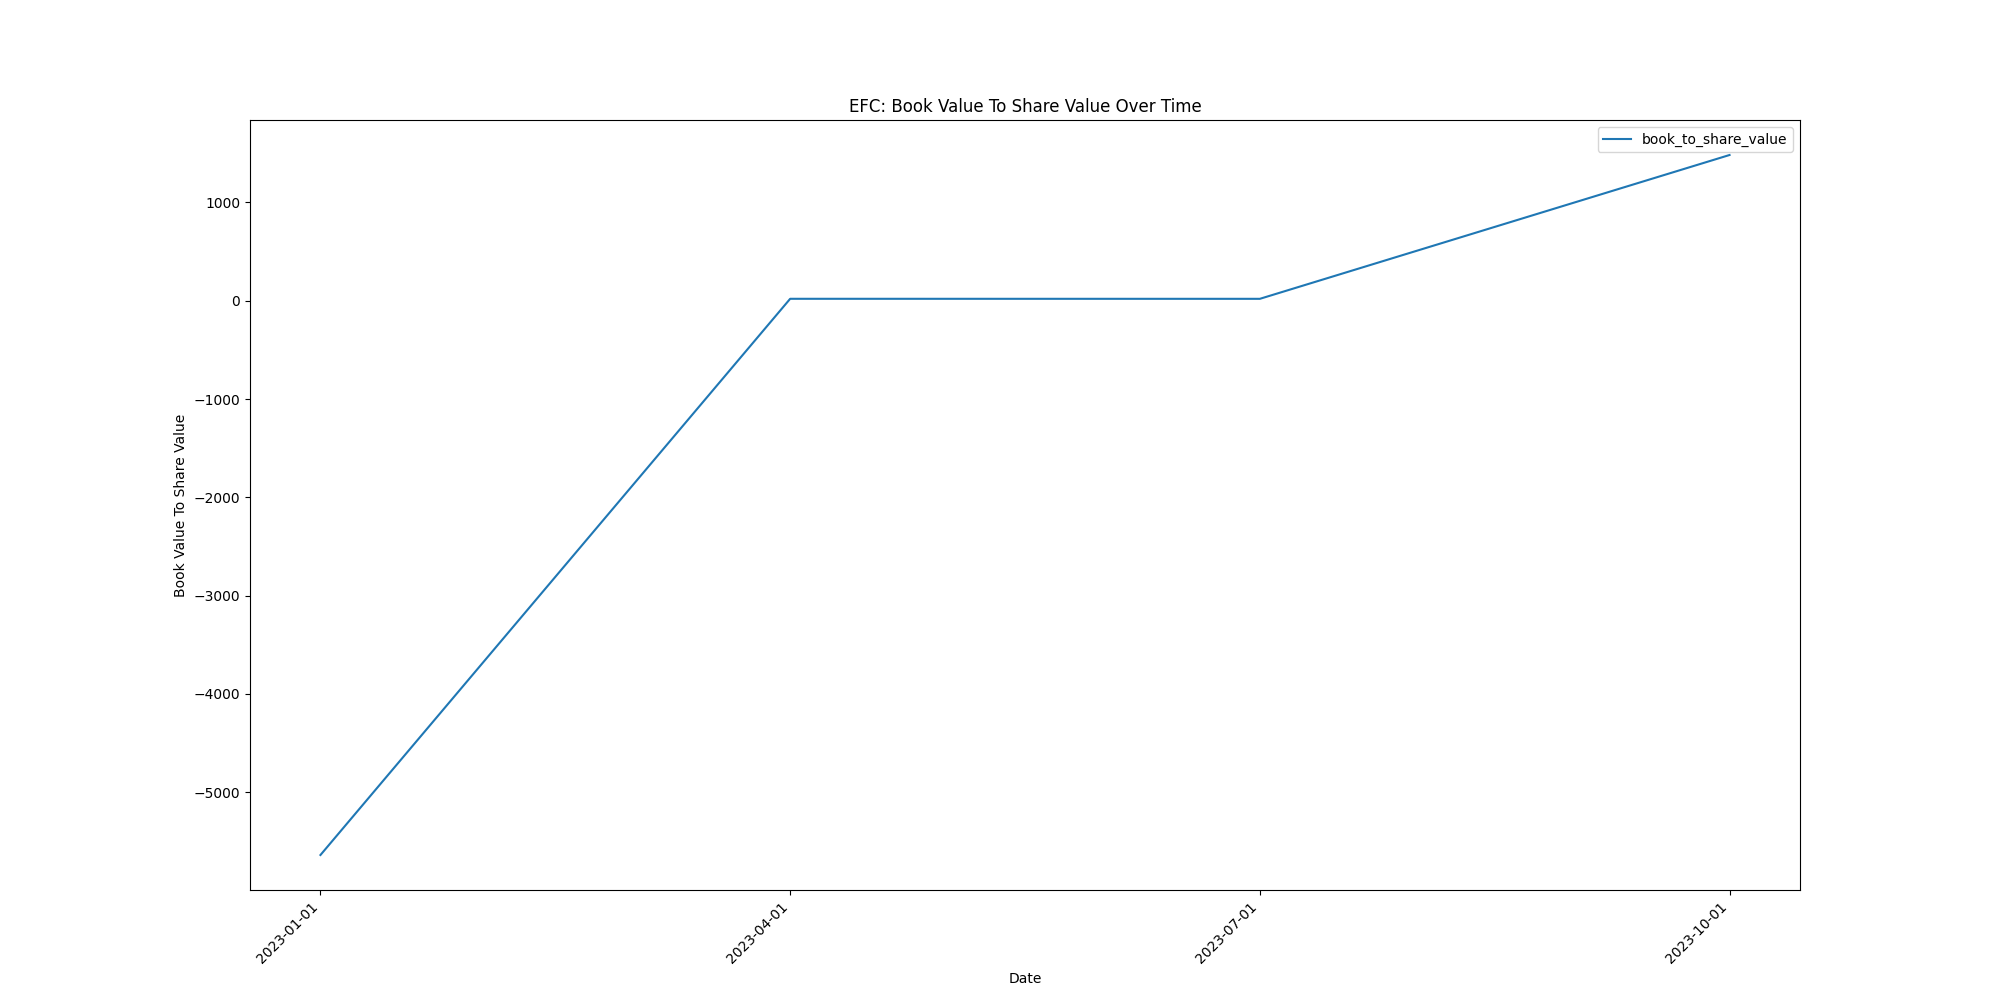 EFC: Book Value To Share Value Over Time
book_to_share_value
1000
0
−1000
−2000
−3000
−4000
−5000
Book Value To Share Value
2023-01-01
2023-04-01
2023-07-01
2023-10-01
Date